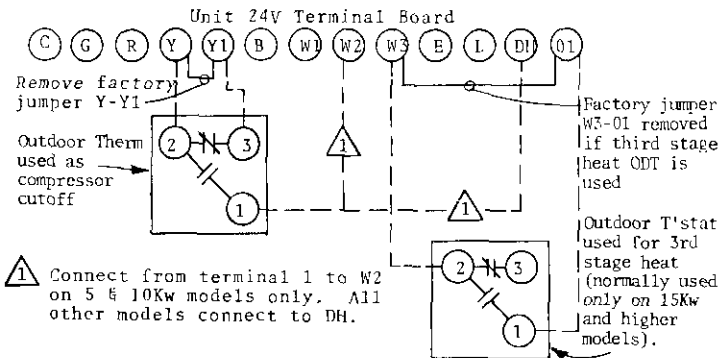 Unit 24V Terminal Board
C G R Y Y1 B W1 W2 W3 E L DH 01
Remove factory
jumper Y-Y1
Outdoor Therm
used as
compressor
cutoff
2 3
1
1
1
Factory jumper
W3-01 removed
if third stage
heat ODT is
used
Outdoor T'stat
used for 3rd
stage heat
(normally used
only on 15Kw
and higher
models).
2 3
1
1 Connect from terminal 1 to W2
on 5 & 10Kw models only. All
other models connect to DH.